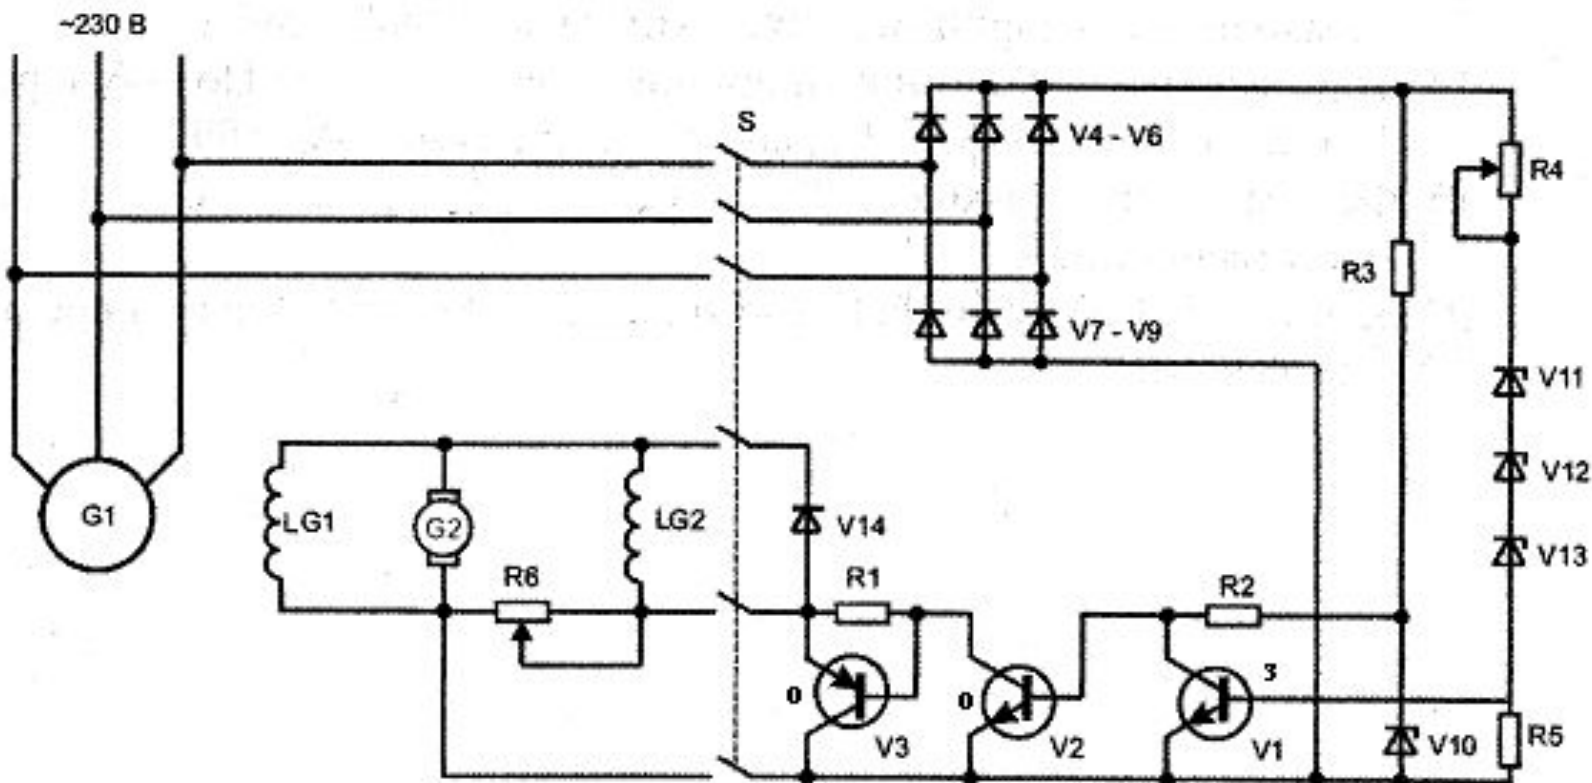 ~230 В
S
V4 - V6
R4
R3
V7 - V9
V11
V12
V13
G1
LG1
G2
LG2
V14
R6
R1
R2
0
0
3
V3
V2
V1
V10
R5